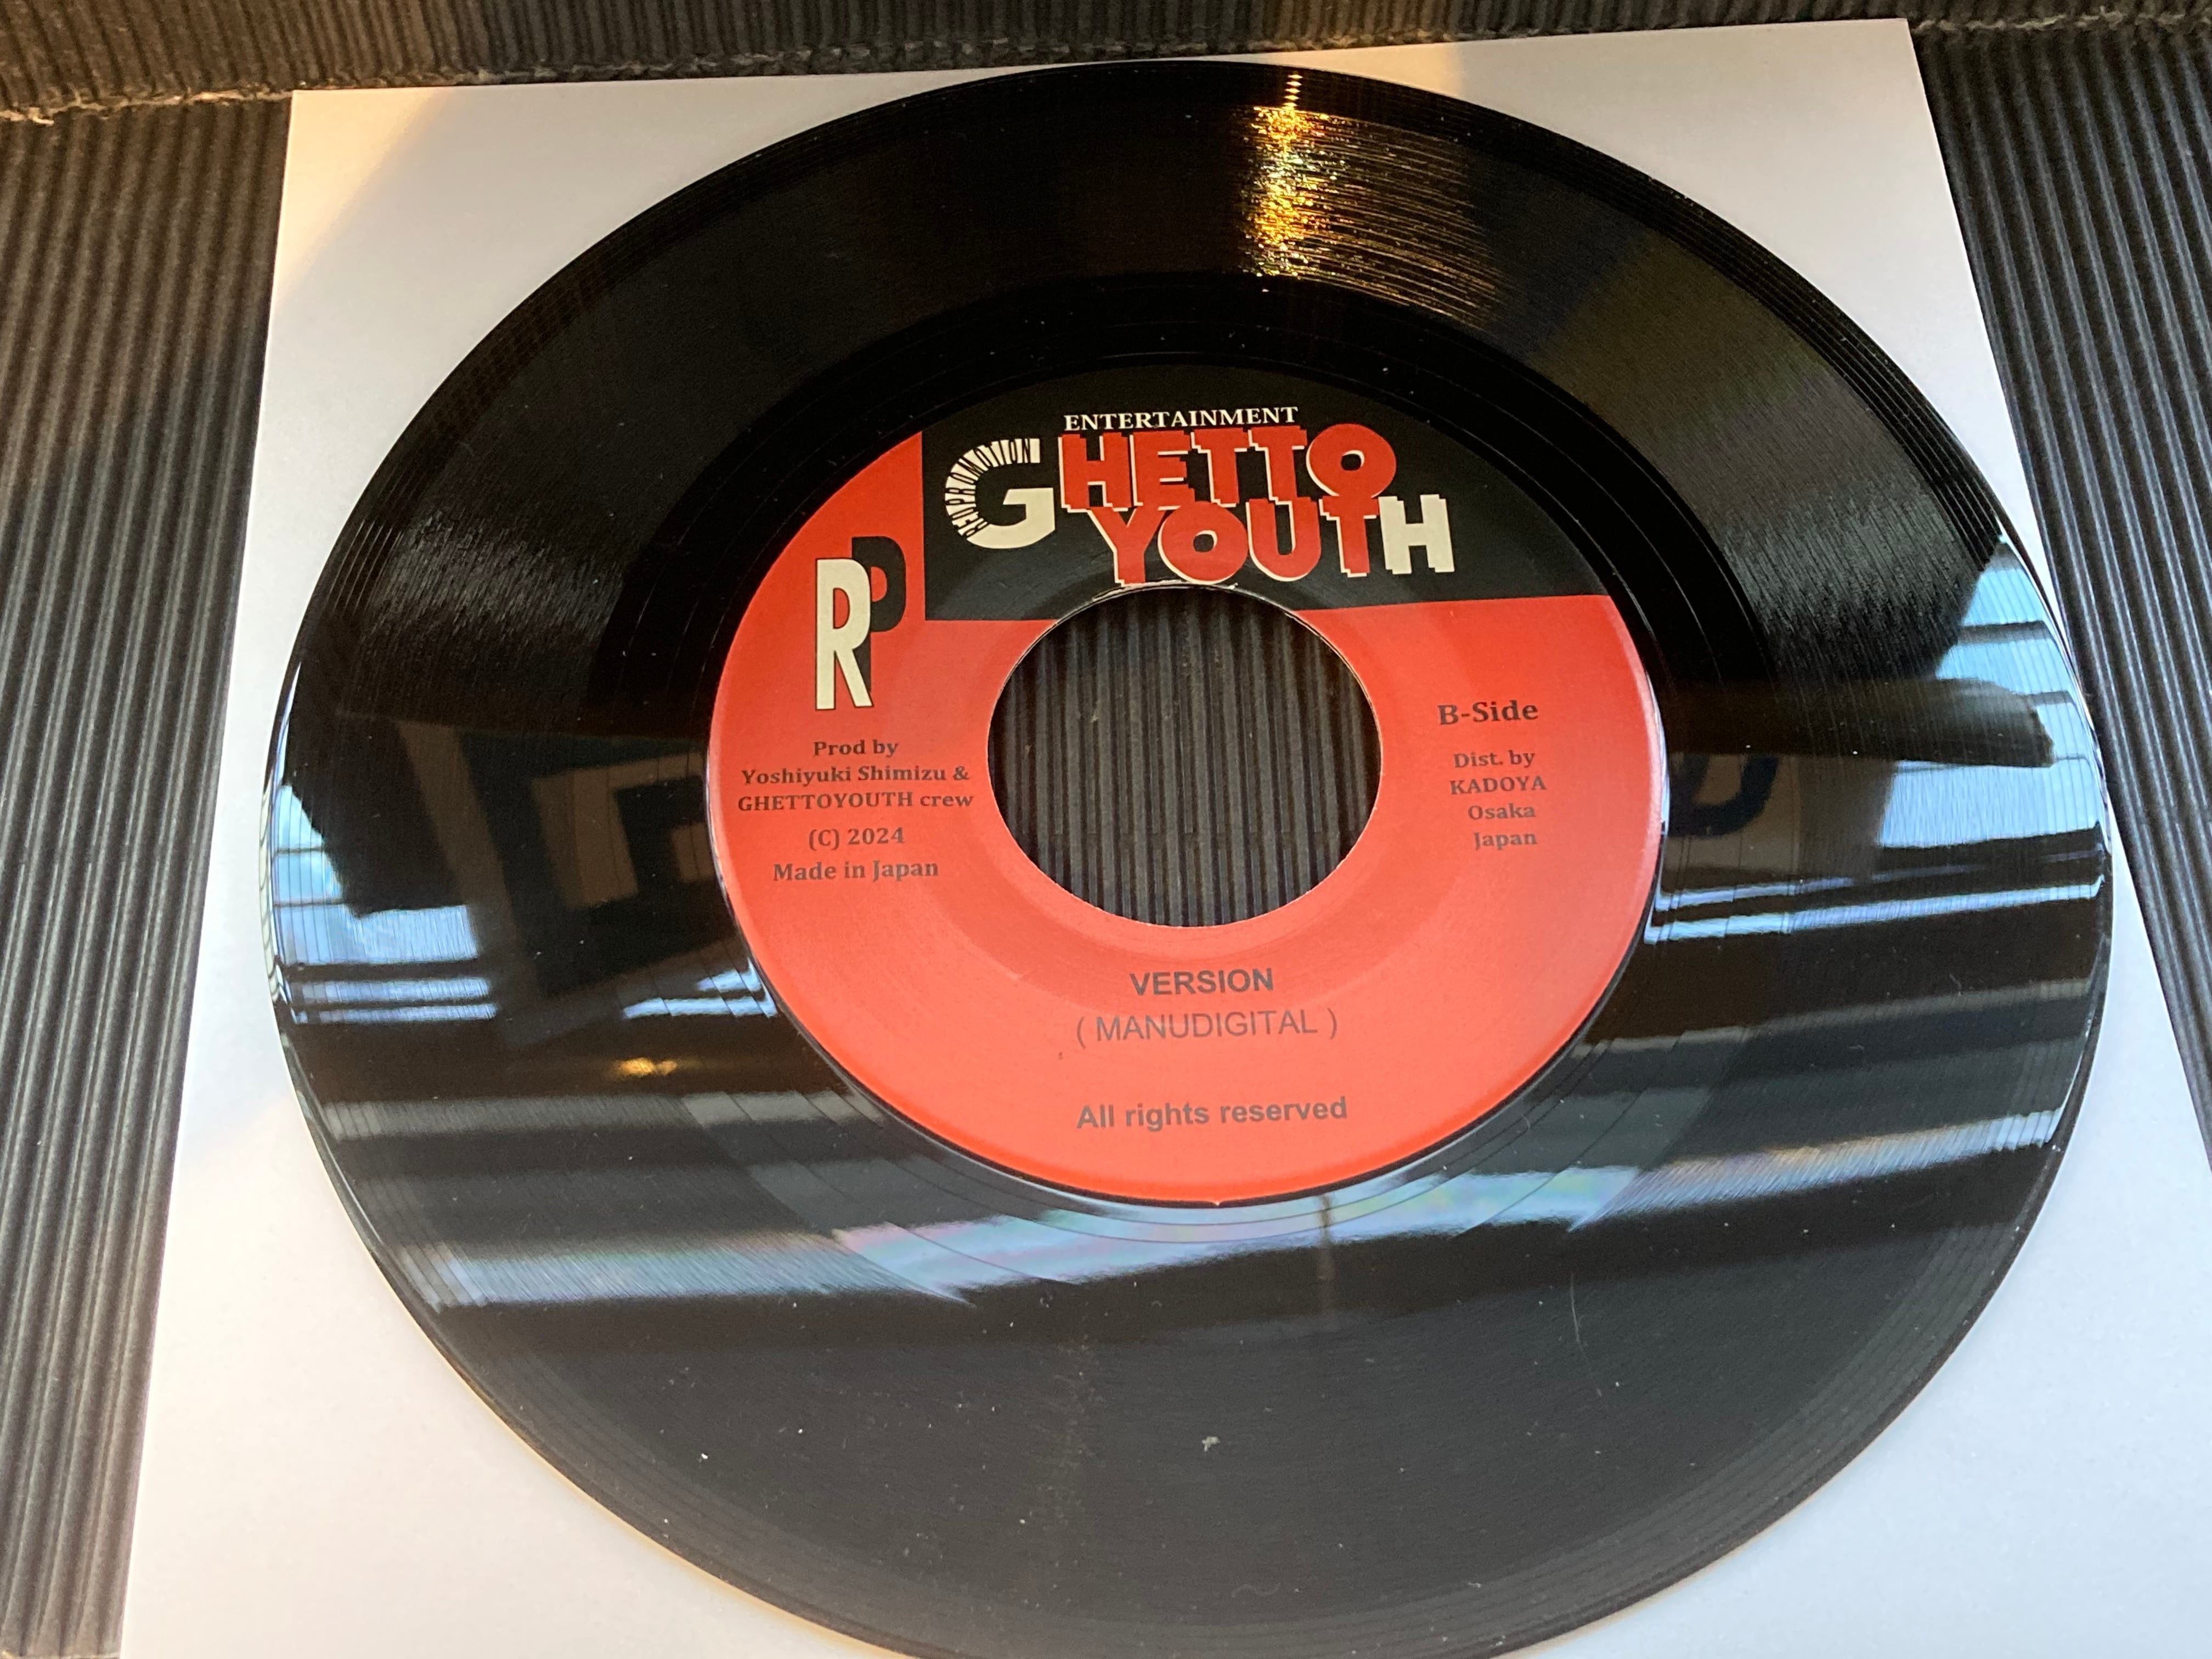 ENTERTAINMENT
REDPROMOTION
GHETTO
YOUTH
RP
Prod by
Yoshiyuki Shimizu &
GHETTOYOUTH crew
(C) 2024
Made in Japan
B-Side
Dist. by
KADOYA
Osaka
Japan
VERSION
( MANUDIGITAL )
All rights reserved